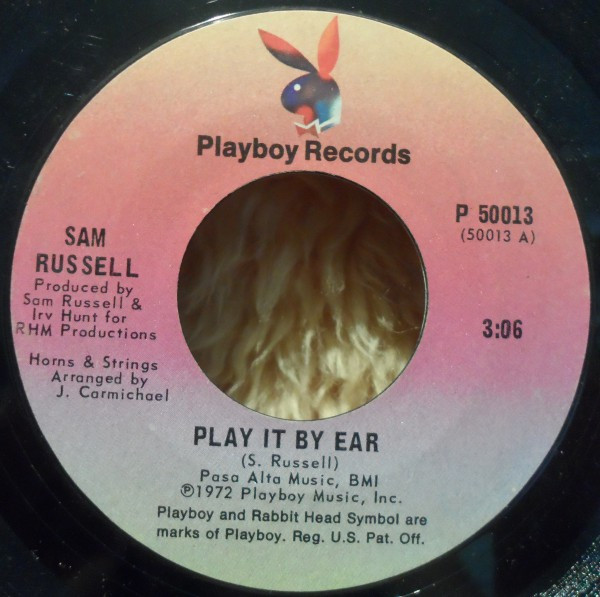 Playboy Records
P 50013
(50013 A)
SAM
RUSSELL
Produced by
Sam Russell &
Irv Hunt for
RHM Productions
3:06
Horns & Strings
Arranged by
J. Carmichael
PLAY IT BY EAR
(S. Russell)
Pasa Alta Music, BMI
℗1972 Playboy Music, Inc.
Playboy and Rabbit Head Symbol are
marks of Playboy. Reg. U.S. Pat. Off.